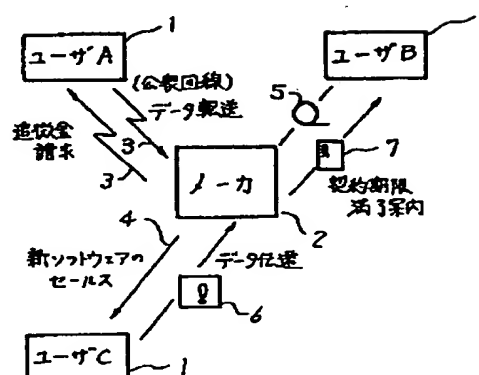 1
ユーザA
ユーザB
(公衆回線)
データ転送
5
追徴金
請求
3
3
メーカ
7
契約期限
満了案内
4
2
新ソフトウェアの
セールス
データ伝送
6
ユーザC
1